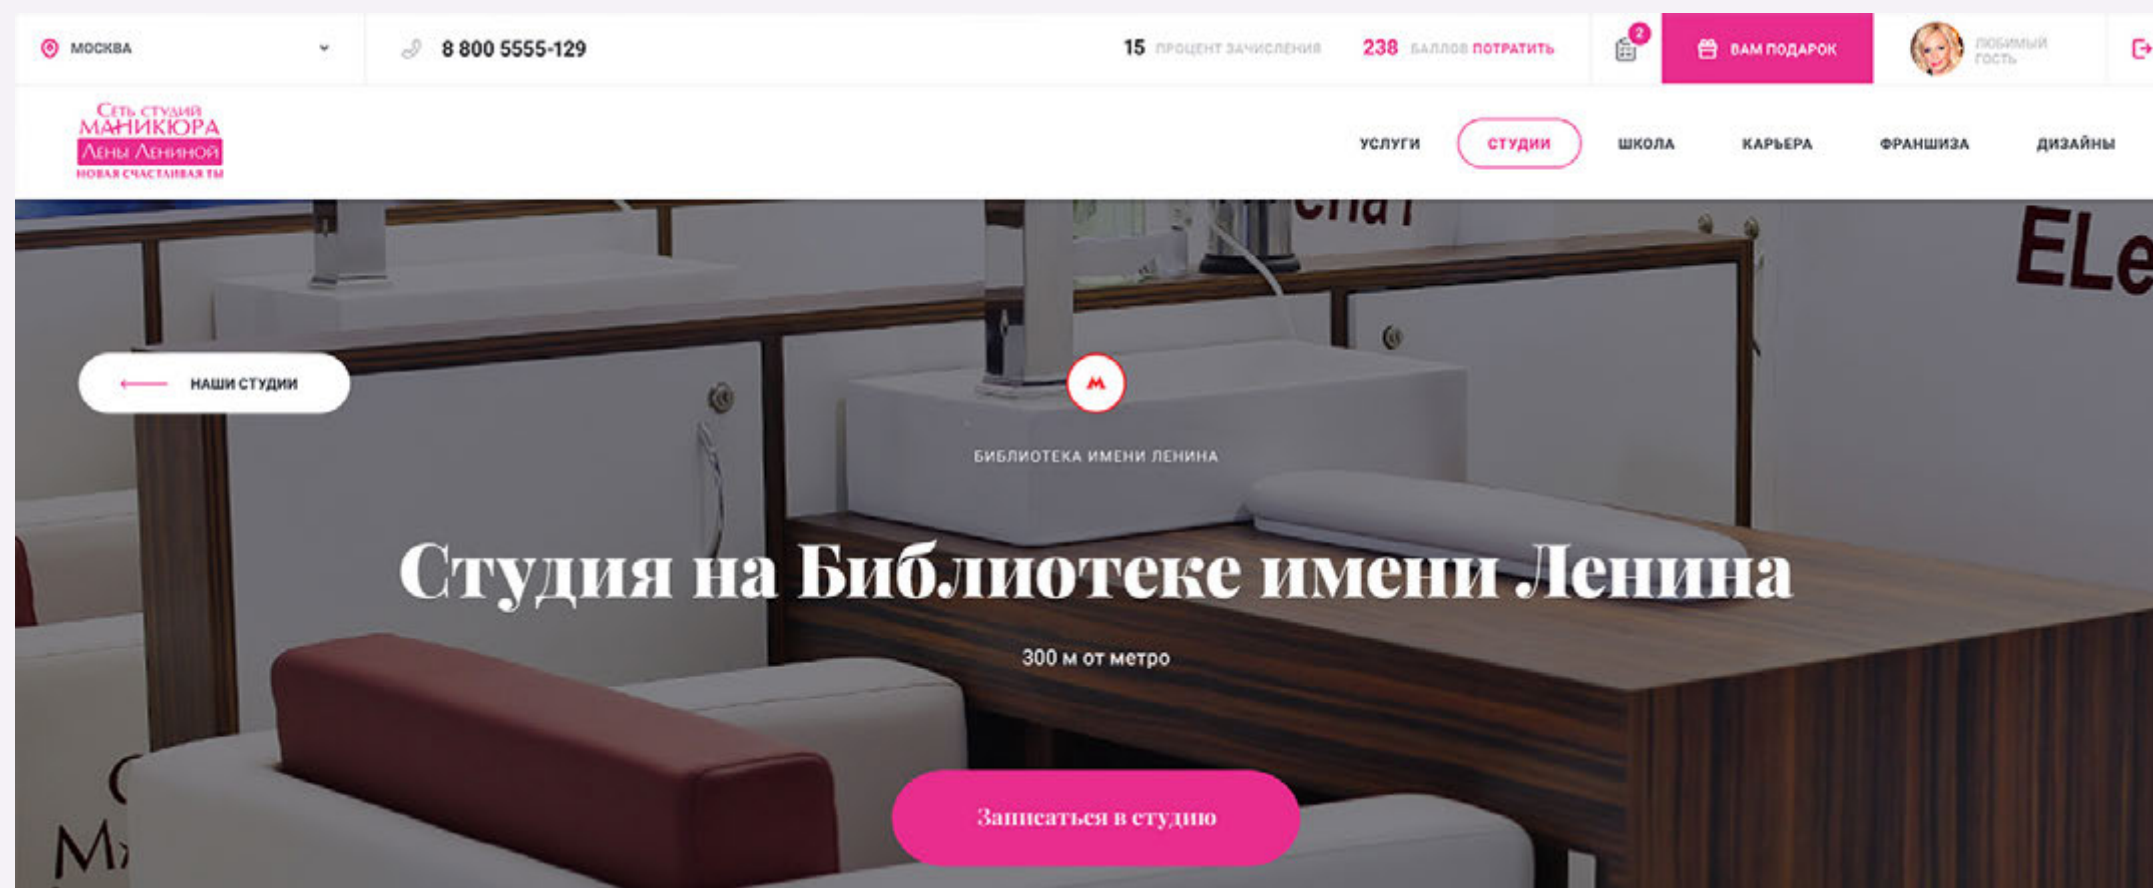 МОСКВА
8 800 5555-129
15 ПРОЦЕНТ ЗАЧИСЛЕНИЯ
238 БАЛЛОВ ПОТРАТИТЬ
2
ВАМ ПОДАРОК
ЛЮБИМЫЙ
ГОСТЬ
СЕТЬ СТУДИЙ
МАНИКЮРА
ЛЕНЫ ЛЕНИНОЙ
НОВАЯ СЧАСТЛИВАЯ ТЫ
УСЛУГИ
СТУДИИ
ШКОЛА
КАРЬЕРА
ФРАНШИЗА
ДИЗАЙНЫ
ELe
НАШИ СТУДИИ
М
БИБЛИОТЕКА ИМЕНИ ЛЕНИНА
Студия на Библиотеке имени Ленина
300 м от метро
Записаться в студию